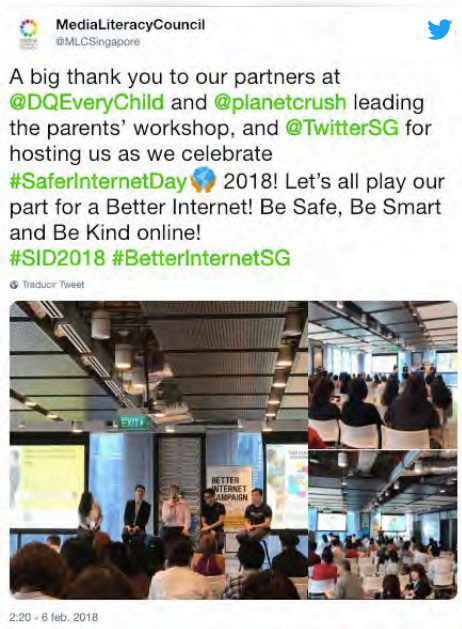 MediaLiteracyCouncil
@MLCSingapore
A big thank you to our partners at
@DQEveryChild and @planetcrush leading
the parents' workshop, and @TwitterSG for
hosting us as we celebrate
#SaferInternetDay 2018! Let's all play our
part for a Better Internet! Be Safe, Be Smart
and Be Kind online!
#SID2018 #BetterInternetSG
Traducir Tweet
EXIT
BETTER
INTERNET
CAMPAIGN
2:20 - 6 feb. 2018